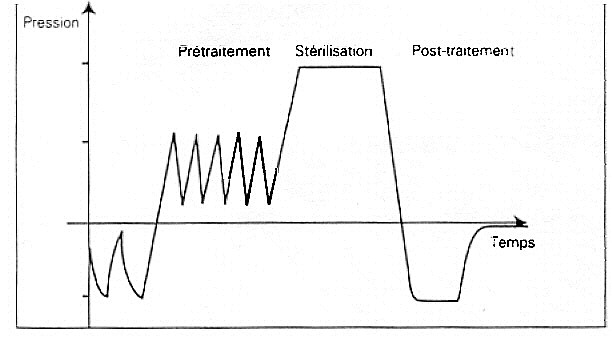 Pression
Prétraitement Stérilisation Post-traitement
Temps